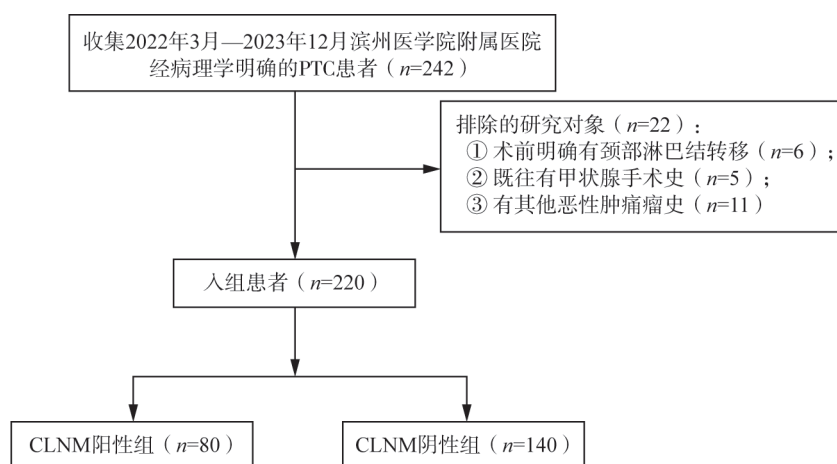 收集2022年3月—2023年12月滨州医学院附属医院
经病理学明确的PTC患者（n=242）
排除的研究对象（n=22）：
① 术前明确有颈部淋巴结转移（n=6）；
② 既往有甲状腺手术史（n=5）；
③ 有其他恶性肿痛瘤史（n=11）
入组患者（n=220）
CLNM阳性组（n=80）
CLNM阴性组（n=140）